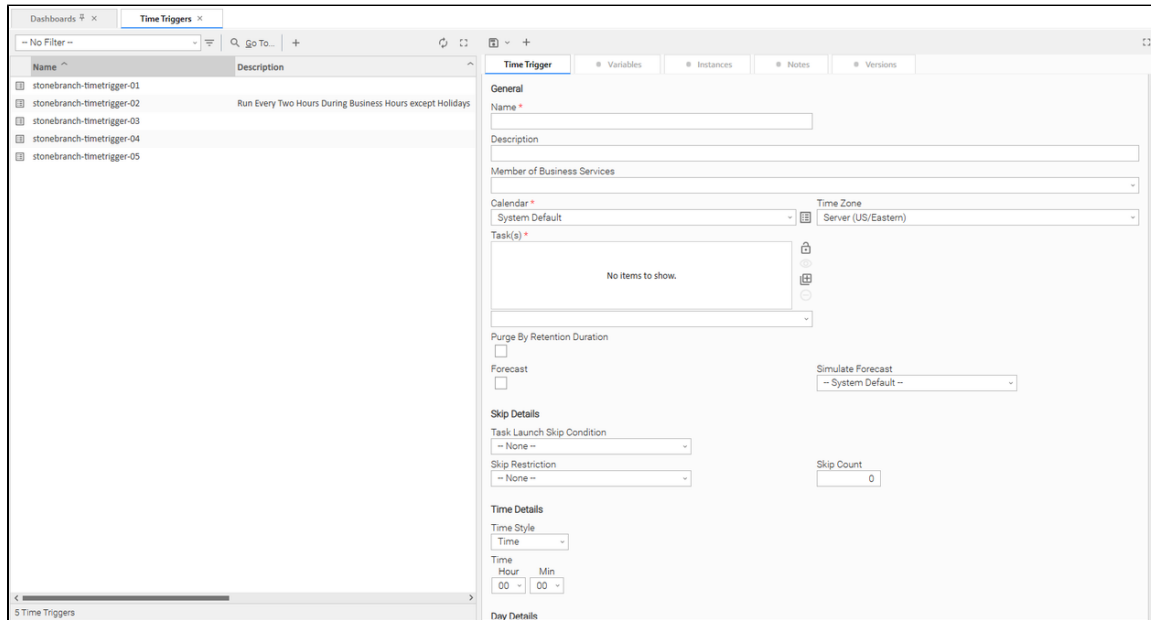 Dashboards
Time Triggers
-- No Filter --
Go To...
Name
Description
stonebranch-timetrigger-01
stonebranch-timetrigger-02 Run Every Two Hours During Business Hours except Holidays
stonebranch-timetrigger-03
stonebranch-timetrigger-04
stonebranch-timetrigger-05
5 Time Triggers
Time Trigger
Variables
Instances
Notes
Versions
General
Name *
Description
Member of Business Services
Calendar *
Time Zone
System Default
Server (US/Eastern)
Task(s) *
No items to show.
Purge By Retention Duration
Forecast
Simulate Forecast
-- System Default --
Skip Details
Task Launch Skip Condition
-- None --
Skip Restriction
Skip Count
-- None --
0
Time Details
Time Style
Time
Time
Hour Min
00 00
Day Details